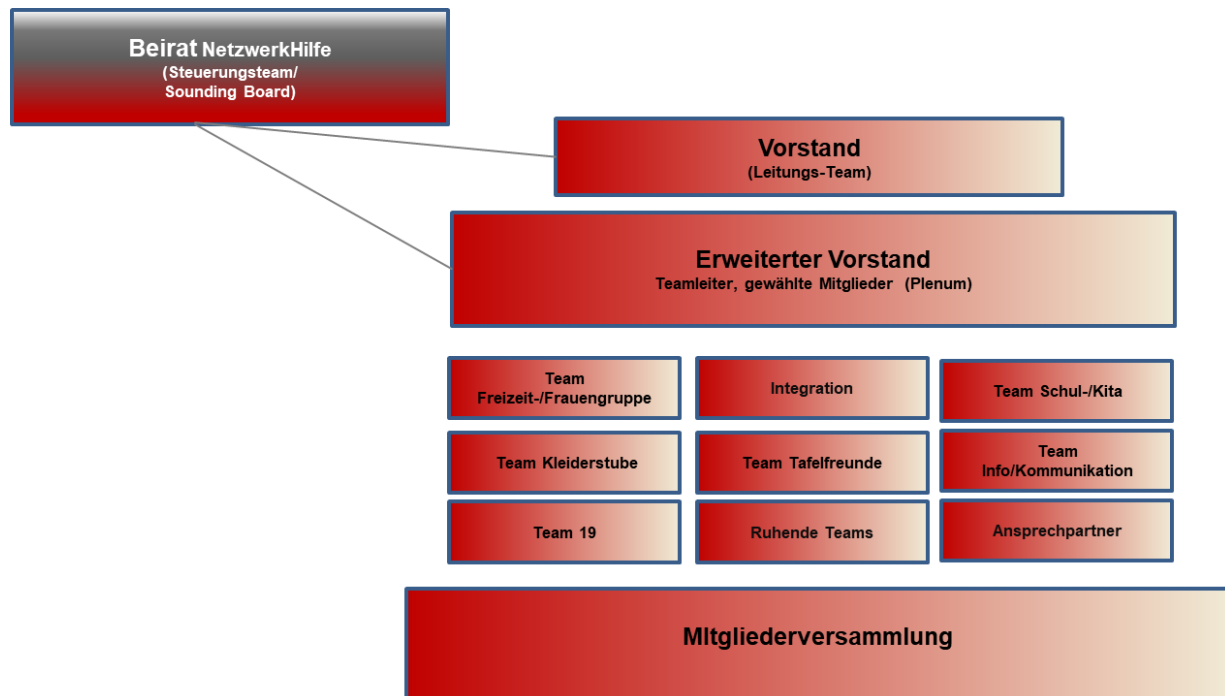 Beirat NetzwerkHilfe
(Steuerungsteam/
Sounding Board)
Vorstand
(Leitungs-Team)
Erweiterter Vorstand
Teamleiter, gewählte Mitglieder (Plenum)
Team
Freizeit-/Frauengruppe
Integration
Team Schul-/Kita
Team Kleiderstube
Team Tafelfreunde
Team
Info/Kommunikation
Team 19
Ruhende Teams
Ansprechpartner
MItgliederversammlung